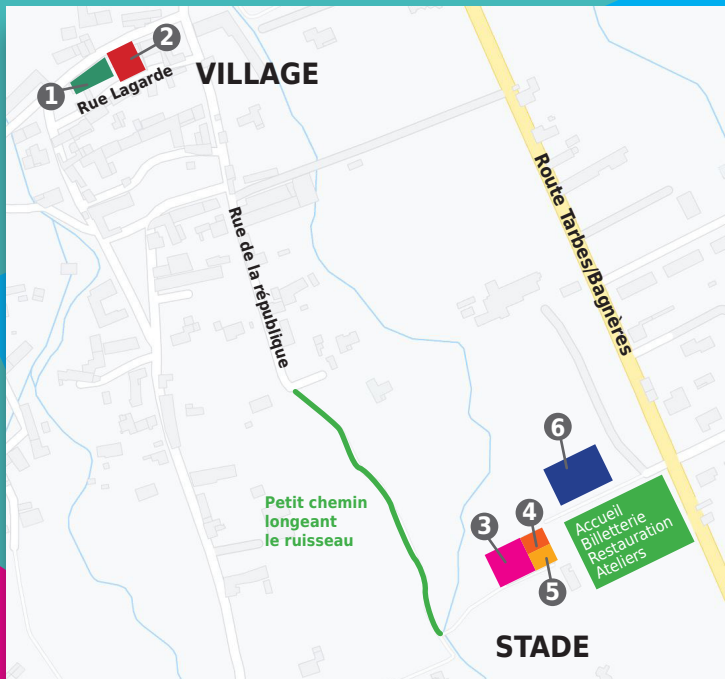 2
VILLAGE
1
Rue Lagarde
Route Tarbes/Bagnères
Rue de la république
6
Petit chemin
longeant
le ruisseau
3
4
5
Accueil
Billetterie
Restauration
Ateliers
STADE